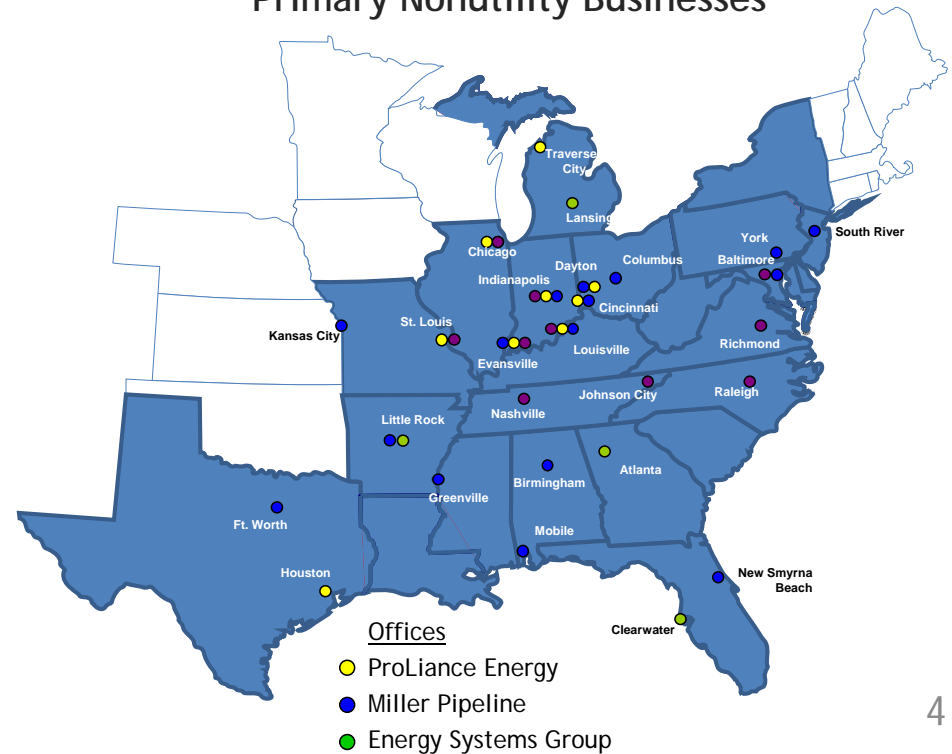 Primary Nonutility Businesses
Traverse
City
Lansing
South River
York
Chicago
Dayton
Columbus
Baltimore
Indianapolis
Cincinnati
St. Louis
Kansas City
Richmond
Louisville
Evansville
Johnson City
Raleigh
Nashville
Little Rock
Atlanta
Birmingham
Greenville
Ft. Worth
Mobile
Houston
New Smyrna
Beach
Clearwater
Offices
ProLiance Energy
Miller Pipeline
Energy Systems Group
4